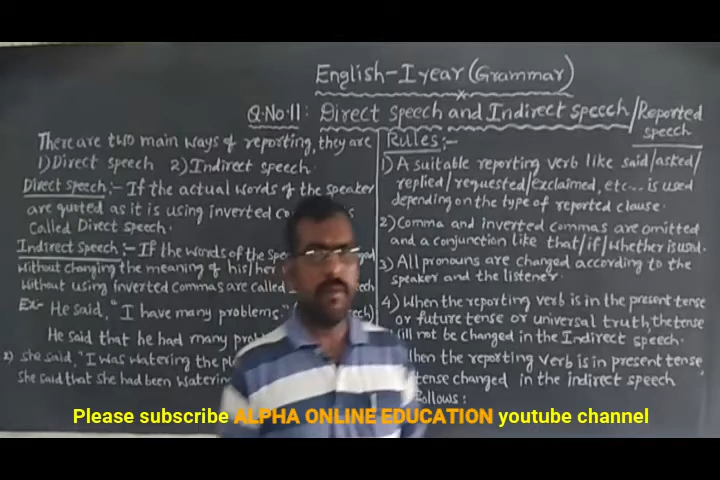 English-I year (Grammar)
Q.No.11: Direct speech and Indirect speech/Reported speech
There are two main ways of reporting, they are
1) Direct speech 2) Indirect speech.
Direct speech:- If the actual words of the speaker
are quoted as it is using inverted
called Direct speech.
Indirect speech:- If the words of the
without changing the meaning of his/her
without using inverted commas are called
Ex- He said, "I have many problems."
He said that he had many
2) She said, "I was watering the
She said that she had been
Rules:-
1) A suitable reporting verb like said/asked/
replied/requested/exclaimed, etc... is used
depending on the type of reported clause.
2) Comma and inverted commas are omitted
and a conjunction like that/if/whether is used.
3) All pronouns are changed according to the
speaker and the listener.
4) When the reporting verb is in the present tense
or future tense or universal truth, the tense
not be changed in the Indirect speech.
the reporting verb is in present tense,
tense changed in the indirect speech
Follows:
Please subscribe ALPHA ONLINE EDUCATION youtube channel